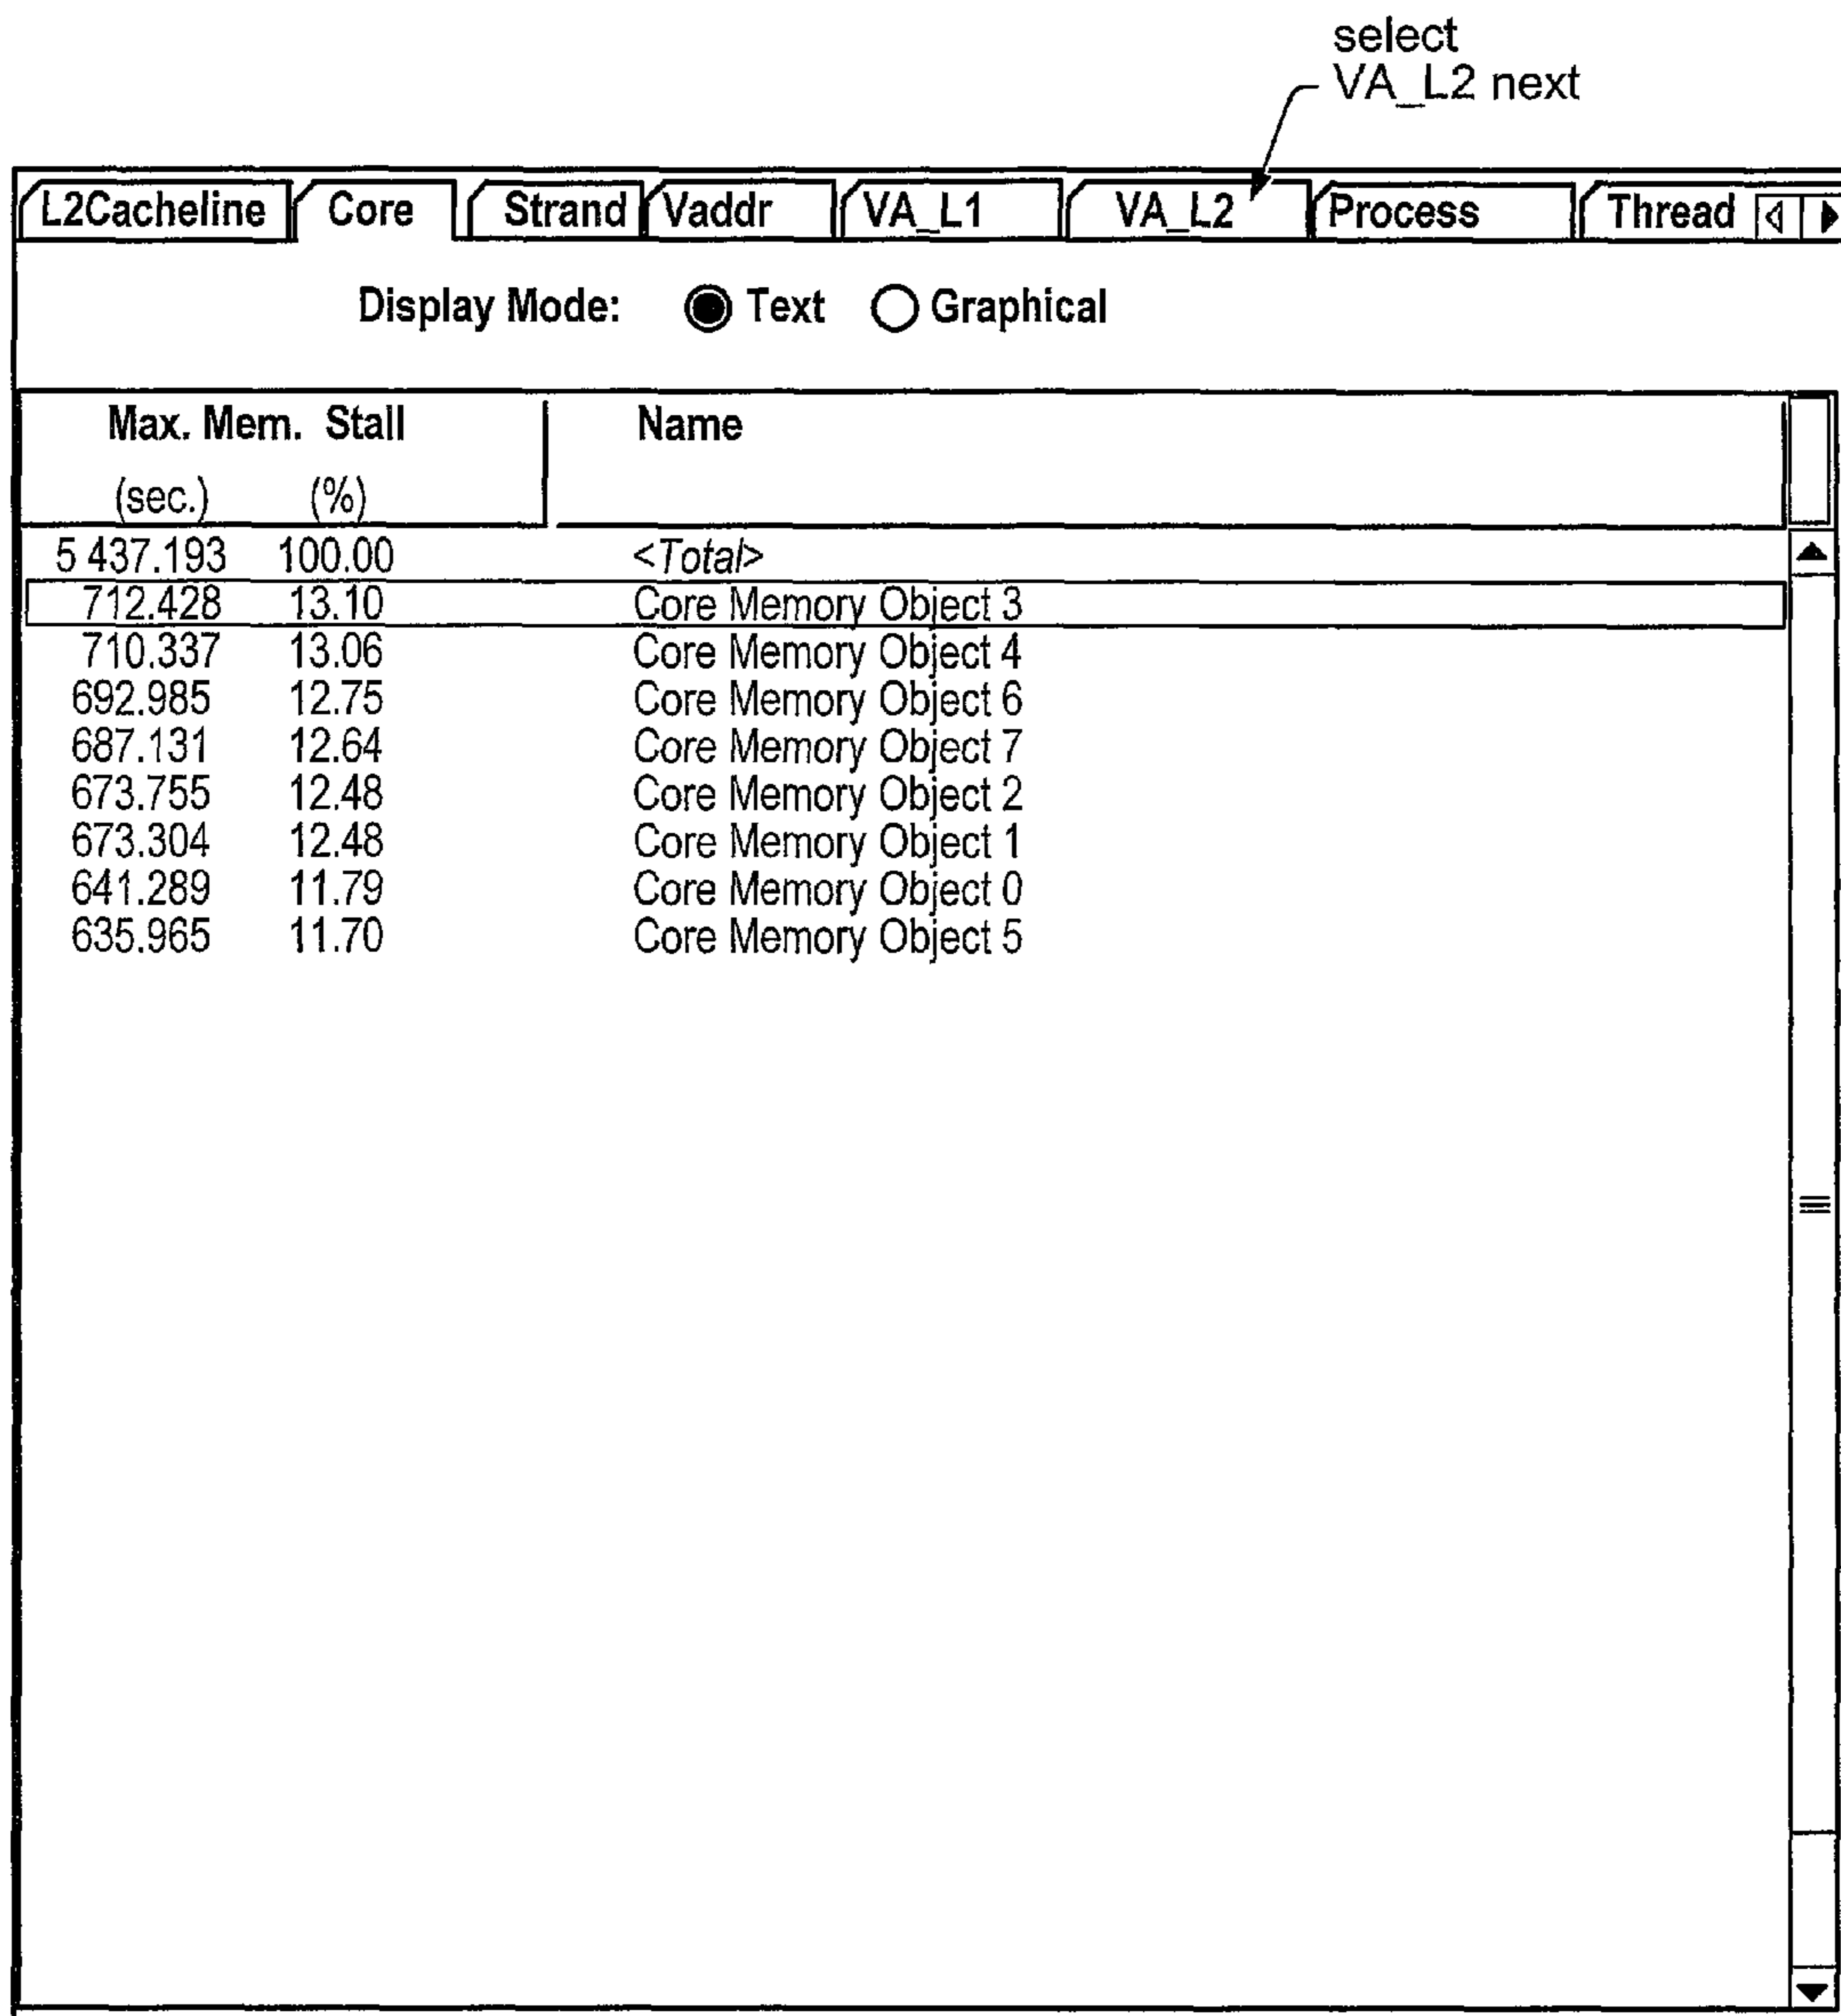 select
VA_L2 next
L2Cacheline Core Strand Vaddr VA_L1 VA_L2 Process Thread
Display Mode: Text Graphical
Max. Mem. Stall Name
(sec.) (%)
5 437.193 100.00 <Total>
712.428 13.10 Core Memory Object 3
710.337 13.06 Core Memory Object 4
692.985 12.75 Core Memory Object 6
687.131 12.64 Core Memory Object 7
673.755 12.48 Core Memory Object 2
673.304 12.48 Core Memory Object 1
641.289 11.79 Core Memory Object 0
635.965 11.70 Core Memory Object 5